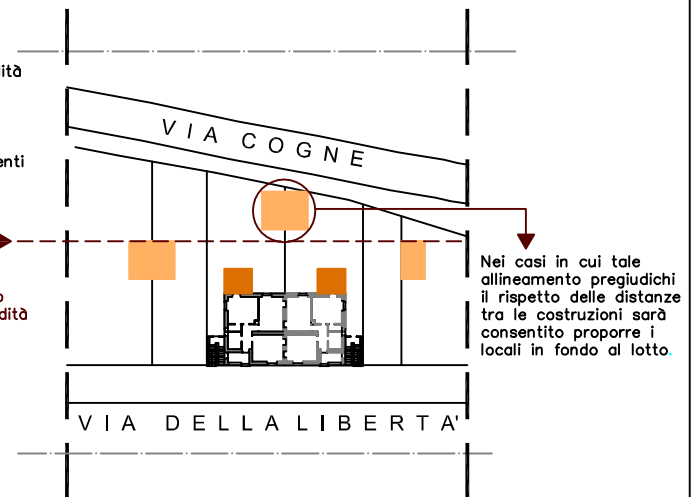 dità
VIA COGNE
enti
o
dità
Nei casi in cui tale
allineamento pregiudichi
il rispetto delle distanze
tra le costruzioni sarà
consentito proporre i
locali in fondo al lotto.
VIA DELLA LIBERTA'